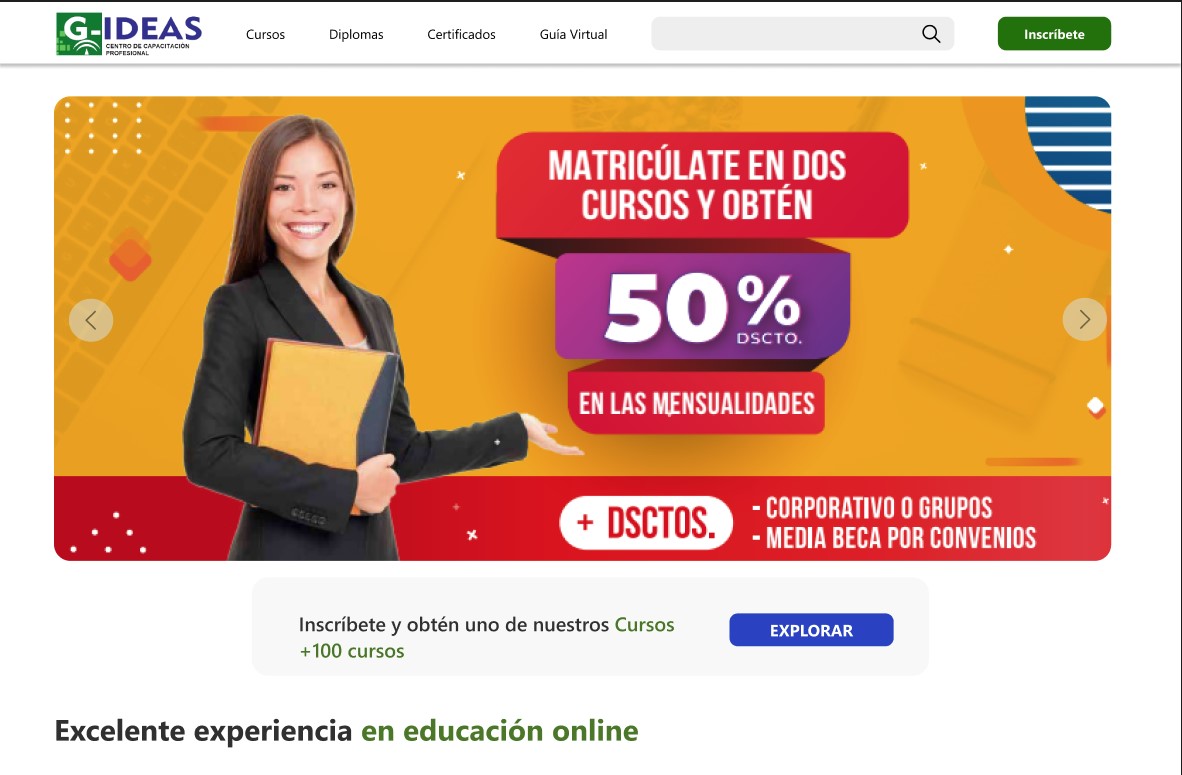 G-IDEAS
CENTRO DE CAPACITACIÓN
PROFESIONAL
Cursos
Diplomas
Certificados
Guía Virtual
Inscríbete
MATRICÚLATE EN DOS
CURSOS Y OBTÉN
50%
DSCTO.
EN LAS MENSUALIDADES
+ DSCTOS.
- CORPORATIVO O GRUPOS
- MEDIA BECA POR CONVENIOS
Inscríbete y obtén uno de nuestros Cursos
+100 cursos
EXPLORAR
Excelente experiencia en educación online